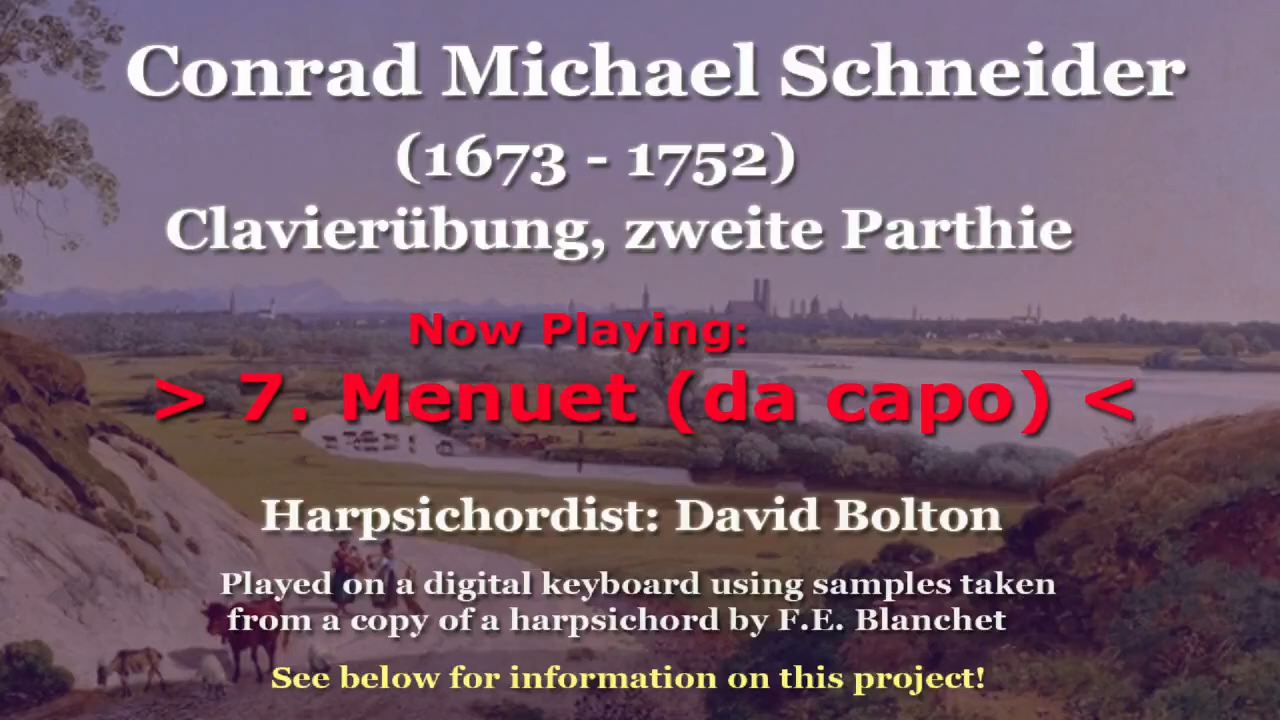 Conrad Michael Schneider
(1673 - 1752)
Clavierübung, zweite Parthie
Now Playing:
> 7. Menuet (da capo) <
Harpsichordist: David Bolton
Played on a digital keyboard using samples taken
from a copy of a harpsichord by F.E. Blanchet
See below for information on this project!